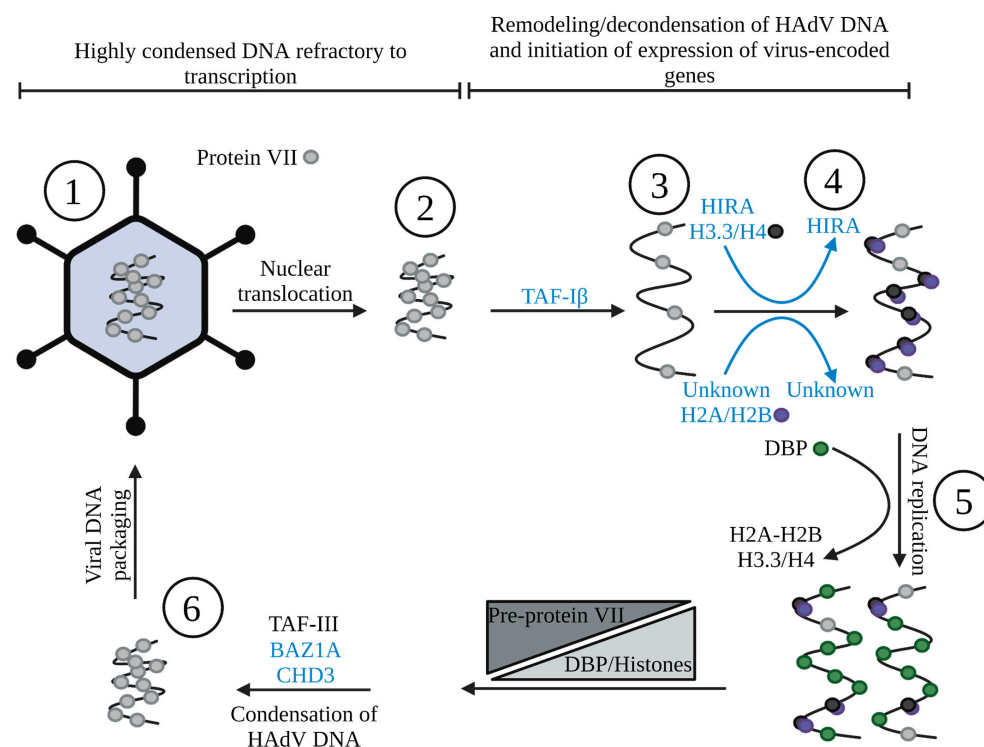 Highly condensed DNA refractory to
transcription
Remodeling/decondensation of HAdV DNA
and initiation of expression of virus-encoded
genes
1
Protein VII
2
3
4
Nuclear
translocation
TAF-Iβ
HIRA
H3.3/H4
HIRA
Unknown
H2A/H2B
Unknown
DBP
DNA replication
5
H2A-H2B
H3.3/H4
Pre-protein VII
DBP/Histones
TAF-III
BAZ1A
CHD3
Condensation of
HAdV DNA
6
Viral DNA
packaging